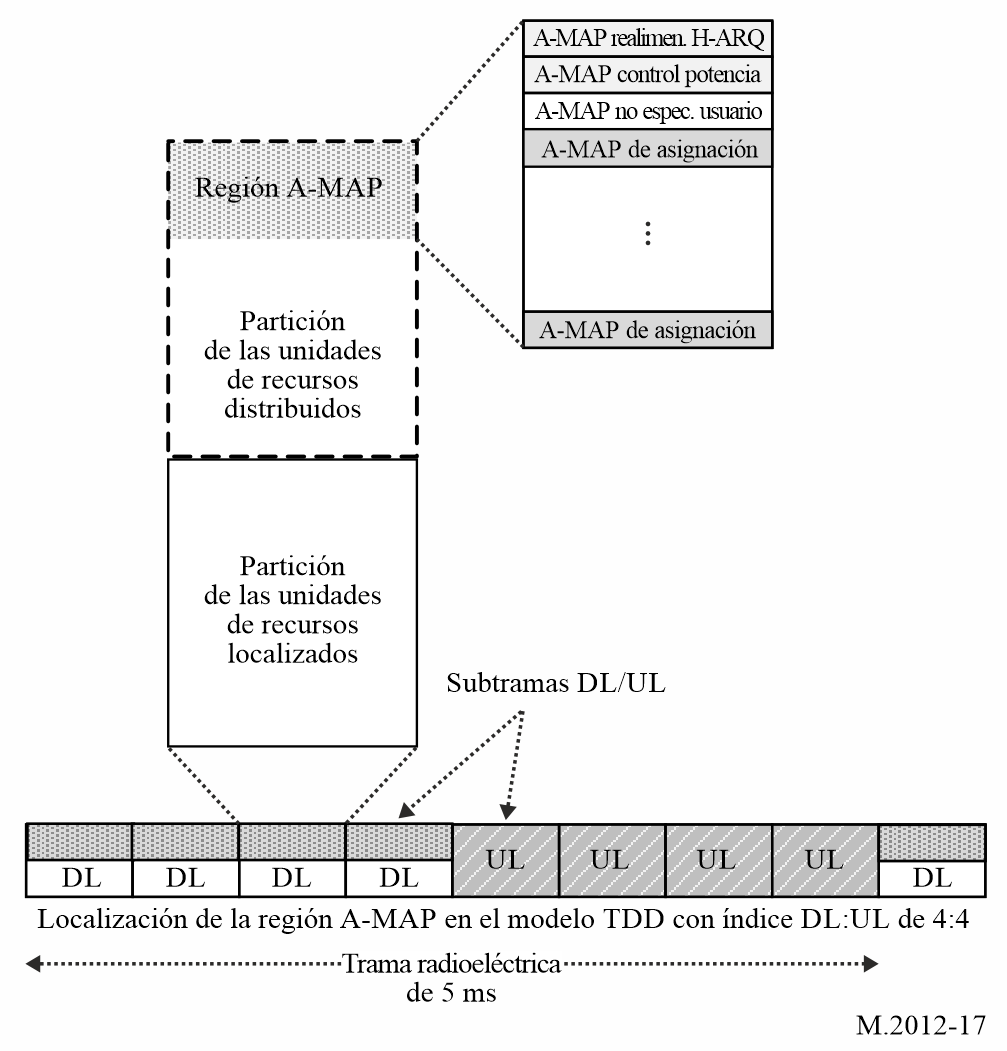 A-MAP realimen. H-ARQ
A-MAP control potencia
A-MAP no espec. usuario
A-MAP de asignación
⋮
A-MAP de asignación
Región A-MAP
Partición
de las unidades
de recursos
distribuidos
Partición
de las unidades
de recursos
localizados
Subtramas DL/UL
DL
DL
DL
DL
UL
UL
UL
UL
DL
Localización de la región A-MAP en el modelo TDD con índice DL:UL de 4:4
Trama radioeléctrica
de 5 ms
M.2012-17